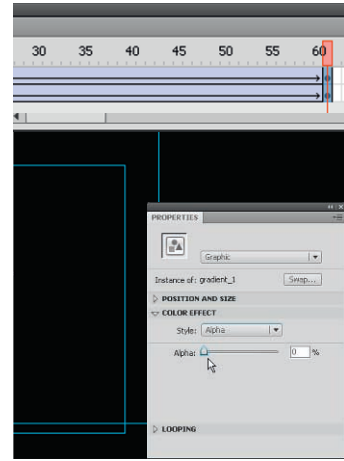 30 35 40 45 50 55 60
PROPERTIES
Graphic
Instance of: gradient_1 Swap...
POSITION AND SIZE
COLOR EFFECT
Style: Alpha
Alpha: 0 %
LOOPING